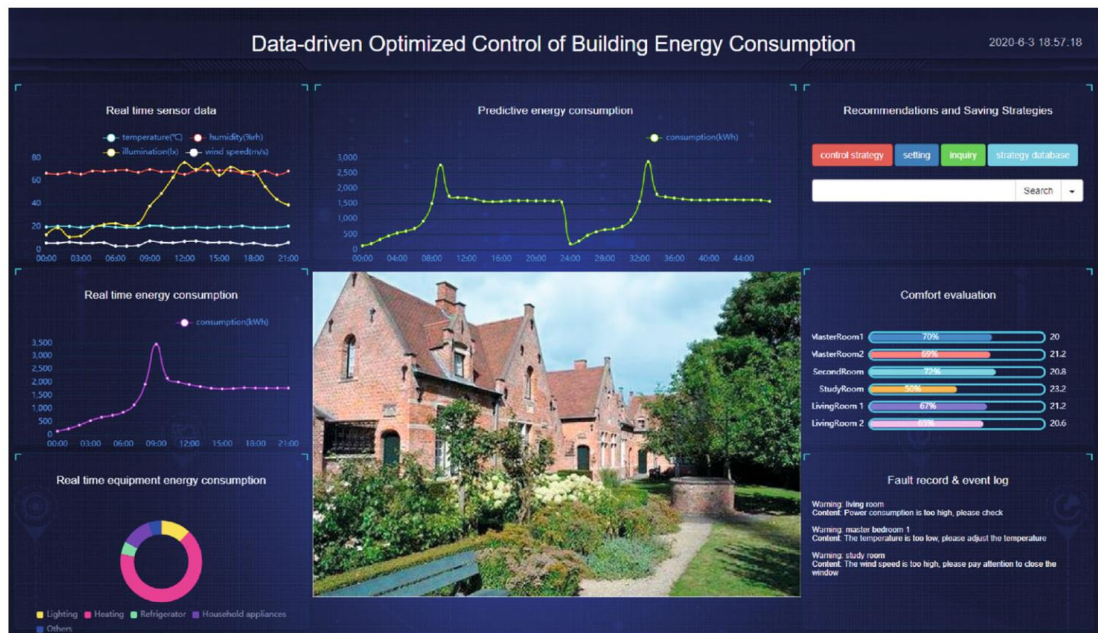 Data-driven Optimized Control of Building Energy Consumption
2020-6-3 18:57:18
Real time sensor data
temperature(℃) humidity(%rh)
illumination(lx) wind speed(m/s)
80
60
40
20
0
00:00 03:00 06:00 09:00 12:00 15:00 18:00 21:00
Predictive energy consumption
consumption(kWh)
3,000
2,500
2,000
1,500
1,000
500
0
00:00 04:00 08:00 12:00 16:00 20:00 24:00 28:00 32:00 36:00 40:00 44:00
Recommendations and Saving Strategies
control strategy setting inquiry strategy database
Search
Real time energy consumption
consumption(kWh)
3,500
3,000
2,500
2,000
1,500
1,000
500
0
00:00 03:00 06:00 09:00 12:00 15:00 18:00 21:00
Comfort evaluation
MasterRoom1 70% 20
MasterRoom2 69% 21.2
SecondRoom 72% 20.8
StudyRoom 50% 23.2
LivingRoom 1 67% 21.2
LivingRoom 2 65% 20.6
Real time equipment energy consumption
Lighting Heating Refrigerator Household appliances
Others
Fault record & event log
Warning: living room
Content: Power consumption is too high, please check
Warning: master bedroom 1
Content: The temperature is too low, please adjust the temperature
Warning: study room
Content: The wind speed is too high, please pay attention to close the
window